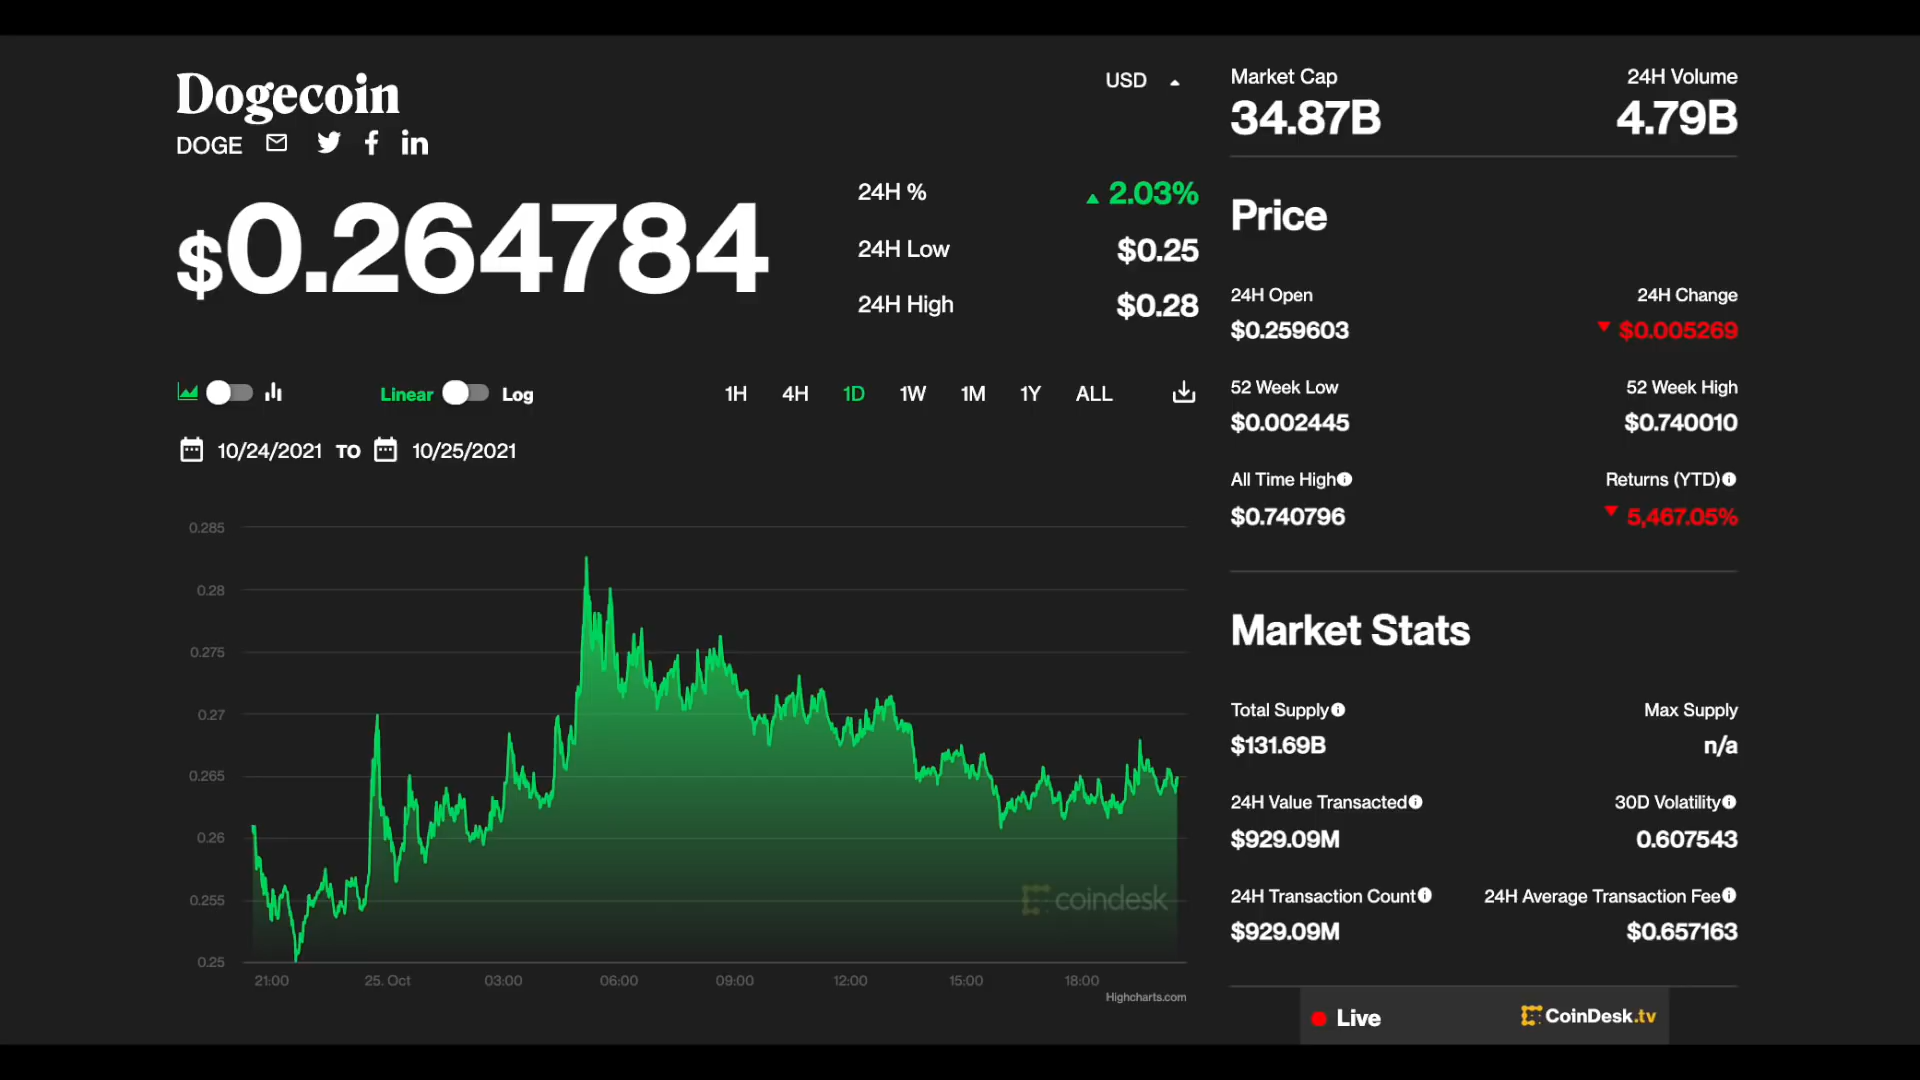 Dogecoin
DOGE
USD
$0.264784
24H % 2.03%
24H Low $0.25
24H High $0.28
Linear Log
1H 4H 1D 1W 1M 1Y ALL
10/24/2021 TO 10/25/2021
0.285
0.28
0.275
0.27
0.265
0.26
0.255
0.25
coindesk
21:00 25. Oct 03:00 06:00 09:00 12:00 15:00 18:00
Highcharts.com
Market Cap 24H Volume
34.87B 4.79B
Price
24H Open 24H Change
$0.259603 $0.005269
52 Week Low 52 Week High
$0.002445 $0.740010
All Time High Returns (YTD)
$0.740796 5,467.05%
Market Stats
Total Supply Max Supply
$131.69B n/a
24H Value Transacted 30D Volatility
$929.09M 0.607543
24H Transaction Count 24H Average Transaction Fee
$929.09M $0.657163
Live CoinDesk.tv